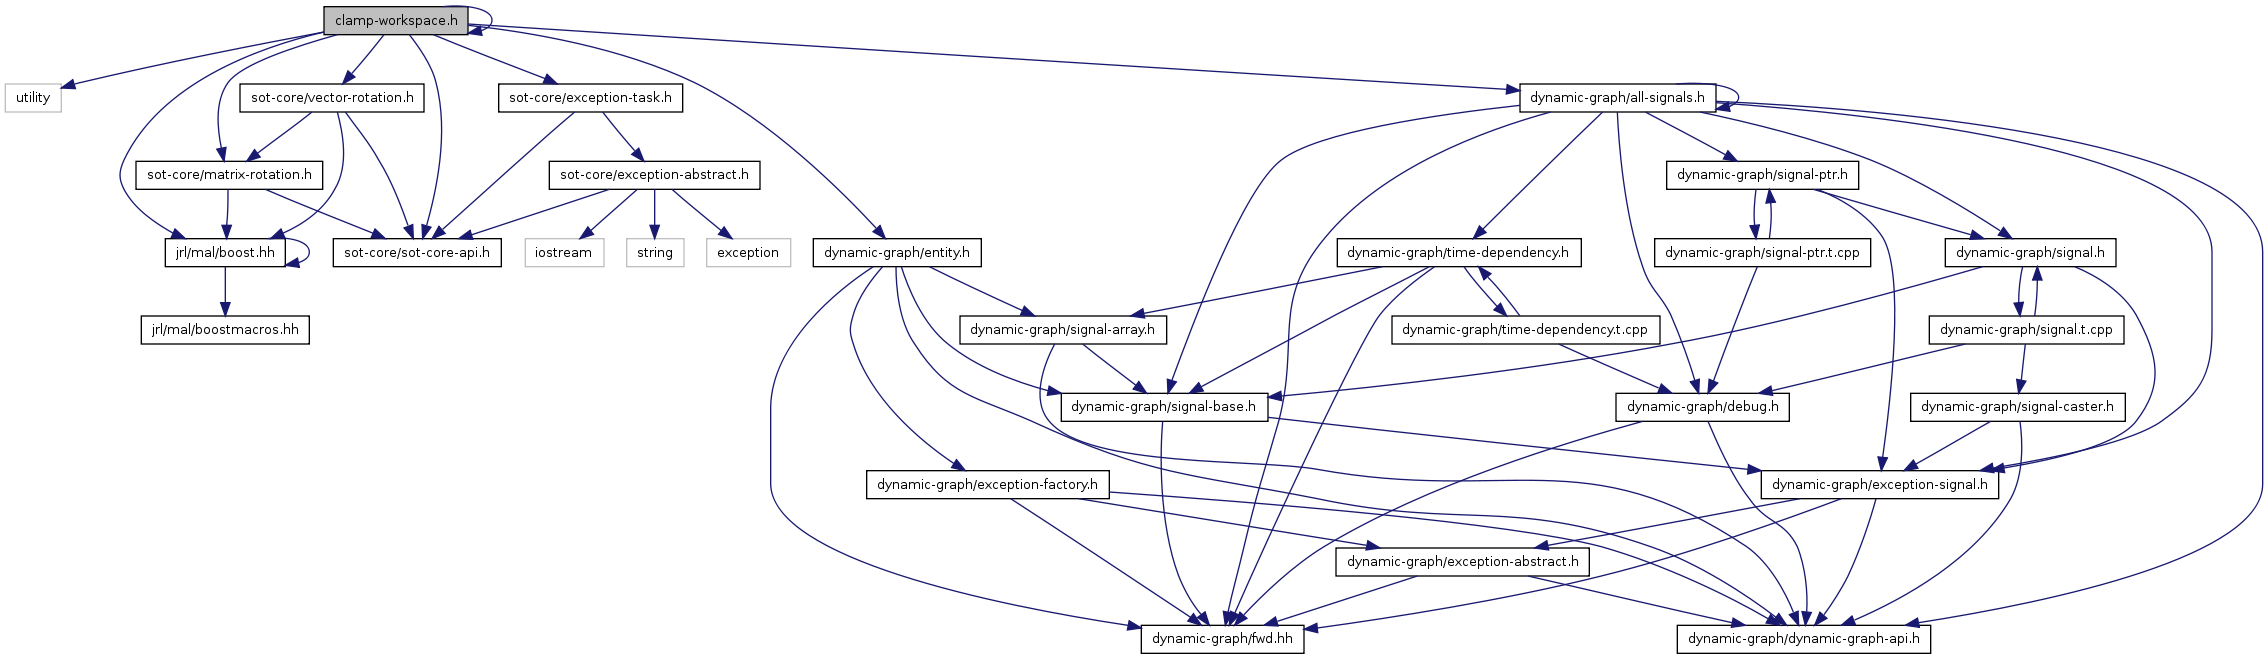 clamp-workspace.h
utility
sot-core/vector-rotation.h
sot-core/exception-task.h
dynamic-graph/all-signals.h
sot-core/matrix-rotation.h
sot-core/exception-abstract.h
dynamic-graph/signal-ptr.h
jrl/mal/boost.hh
sot-core/sot-core-api.h
iostream
string
exception
dynamic-graph/entity.h
dynamic-graph/time-dependency.h
dynamic-graph/signal-ptr.t.cpp
dynamic-graph/signal.h
jrl/mal/boostmacros.hh
dynamic-graph/signal-array.h
dynamic-graph/time-dependency.t.cpp
dynamic-graph/signal.t.cpp
dynamic-graph/signal-base.h
dynamic-graph/debug.h
dynamic-graph/signal-caster.h
dynamic-graph/exception-factory.h
dynamic-graph/exception-signal.h
dynamic-graph/exception-abstract.h
dynamic-graph/fwd.hh
dynamic-graph/dynamic-graph-api.h